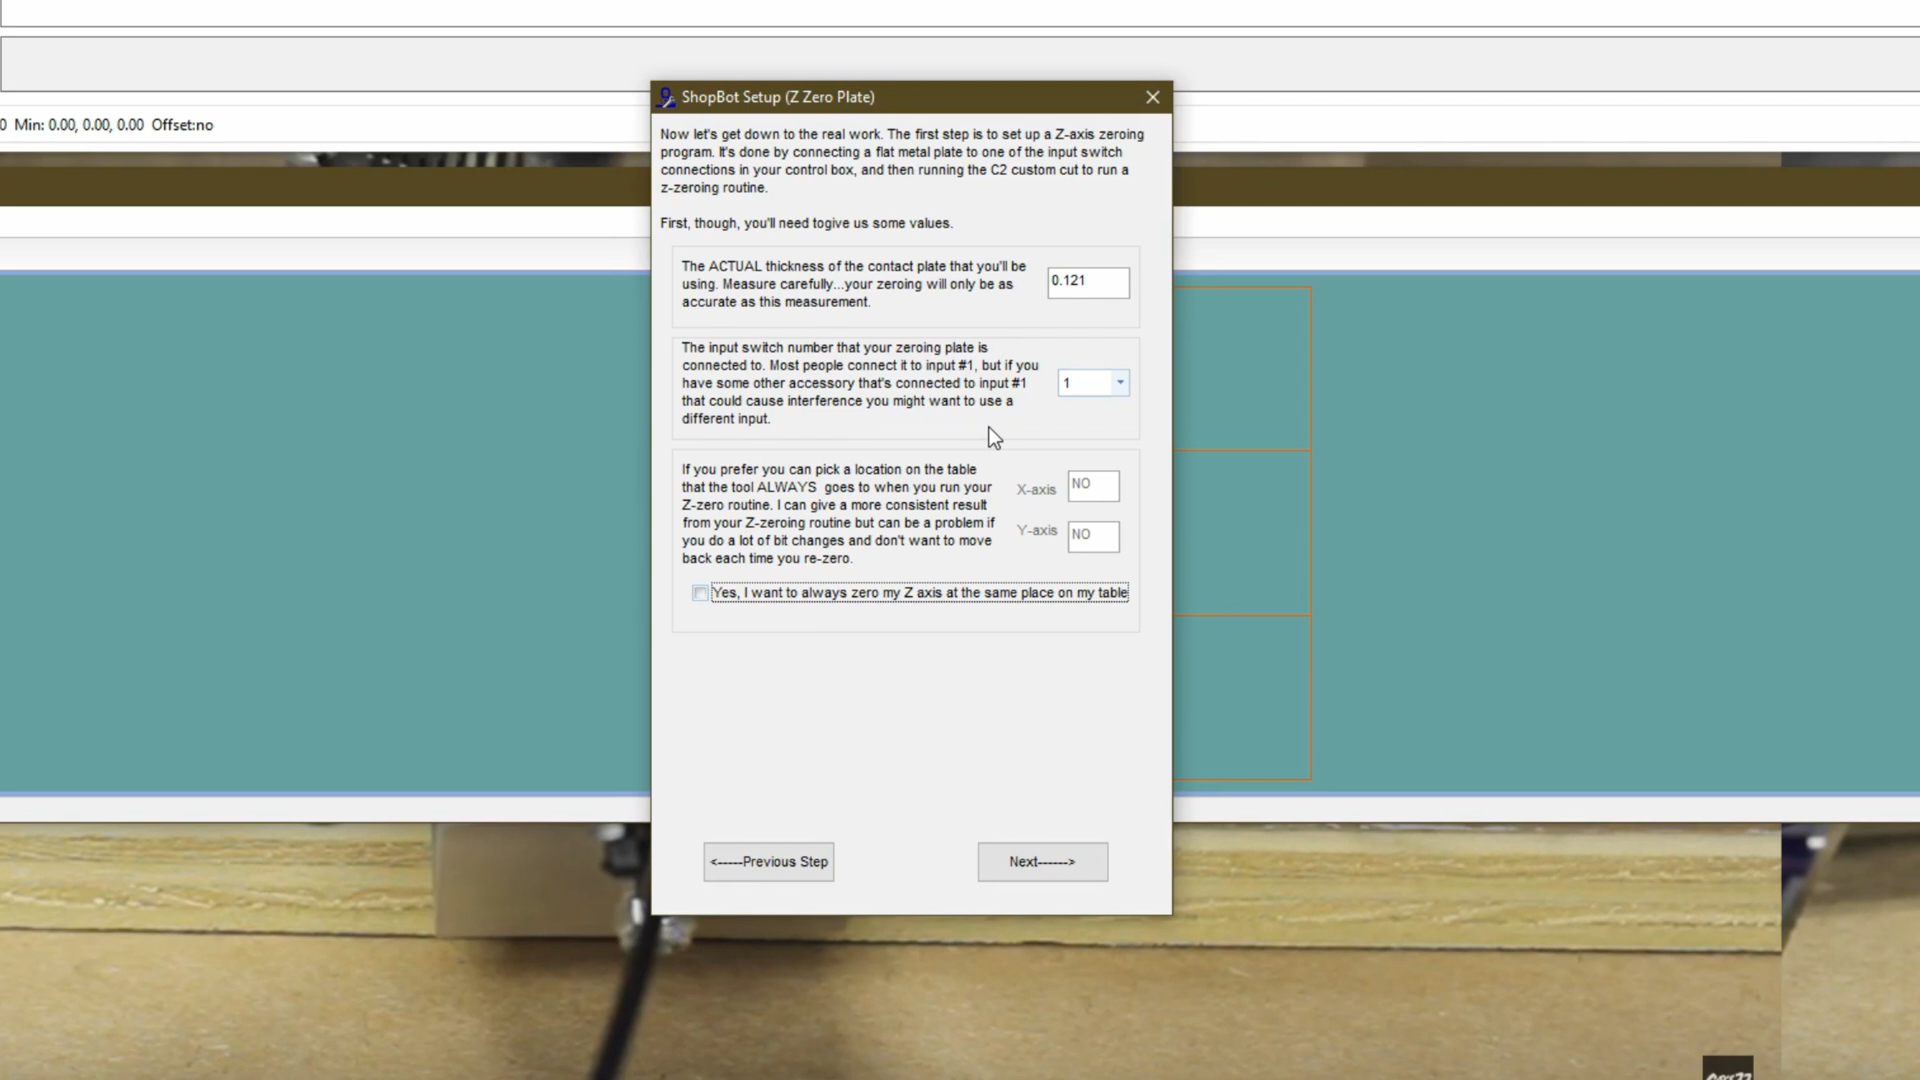 0 Min: 0.00, 0.00, 0.00 Offset:no
ShopBot Setup (Z Zero Plate)
Now let's get down to the real work. The first step is to set up a Z-axis zeroing
program. It's done by connecting a flat metal plate to one of the input switch
connections in your control box, and then running the C2 custom cut to run a
z-zeroing routine.
First, though, you'll need togive us some values.
The ACTUAL thickness of the contact plate that you'll be
using. Measure carefully...your zeroing will only be as
accurate as this measurement.
0.121
The input switch number that your zeroing plate is
connected to. Most people connect it to input #1, but if you
have some other accessory that's connected to input #1
that could cause interference you might want to use a
different input.
1
If you prefer you can pick a location on the table
that the tool ALWAYS goes to when you run your
Z-zero routine. I can give a more consistent result
from your Z-zeroing routine but can be a problem if
you do a lot of bit changes and don't want to move
back each time you re-zero.
X-axis NO
Y-axis NO
Yes, I want to always zero my Z axis at the same place on my table
<-----Previous Step
Next------>